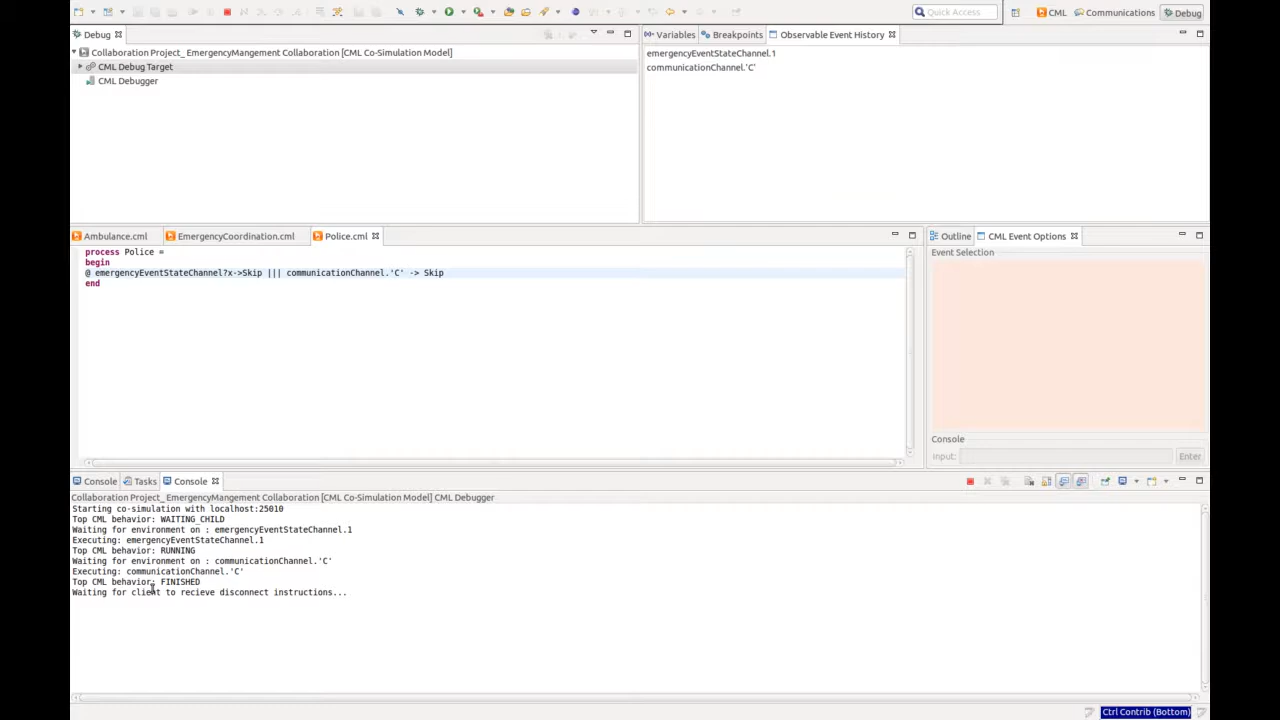 Quick Access
CML
Communications
Debug
Debug
Collaboration Project_ EmergencyMangement Collaboration [CML Co-Simulation Model]
CML Debug Target
CML Debugger
Variables
Breakpoints
Observable Event History
emergencyEventStateChannel.1
communicationChannel.'C'
Ambulance.cml
EmergencyCoordination.cml
Police.cml
process Police =
begin
@ emergencyEventStateChannel?x->Skip ||| communicationChannel.'C' -> Skip
end
Outline
CML Event Options
Event Selection
Console
Input:
Enter
Console
Tasks
Console
Collaboration Project_ EmergencyMangement Collaboration [CML Co-Simulation Model] CML Debugger
Starting co-simulation with localhost:25010
Top CML behavior: WAITING_CHILD
Waiting for environment on : emergencyEventStateChannel.1
Executing: emergencyEventStateChannel.1
Top CML behavior: RUNNING
Waiting for environment on : communicationChannel.'C'
Executing: communicationChannel.'C'
Top CML behavior: FINISHED
Waiting for client to recieve disconnect instructions...
Ctrl Contrib (Bottom)